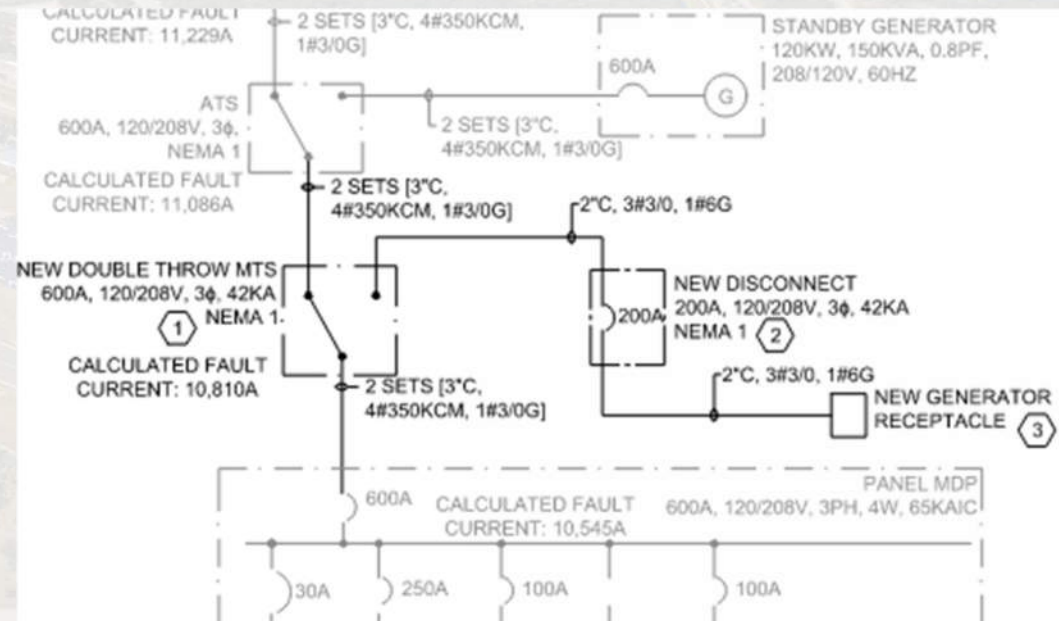 CALCULATED FAULT
CURRENT: 11,229A
2 SETS [3"C,
4#350KCM,
1#3/0G]
STANDBY GENERATOR
120KW, 150KVA, 0.8PF,
208/120V, 60HZ
600A
G
ATS
600A, 120/208V, 3ϕ,
NEMA 1
2 SETS [3"C,
4#350KCM, 1#3/0G]
CALCULATED FAULT
CURRENT: 11,086A
2 SETS [3"C,
4#350KCM, 1#3/0G]
2"C, 3#3/0, 1#6G
NEW DOUBLE THROW MTS
600A, 120/208V, 3ϕ, 42KA
NEMA 1
1
NEW DISCONNECT
200A, 120/208V, 3ϕ, 42KA
NEMA 1
2
200A
CALCULATED FAULT
CURRENT: 10,810A
2 SETS [3"C,
4#350KCM, 1#3/0G]
2"C, 3#3/0, 1#6G
NEW GENERATOR
RECEPTACLE
3
PANEL MDP
600A, 120/208V, 3PH, 4W, 65KAIC
600A
CALCULATED FAULT
CURRENT: 10,545A
30A
250A
100A
100A